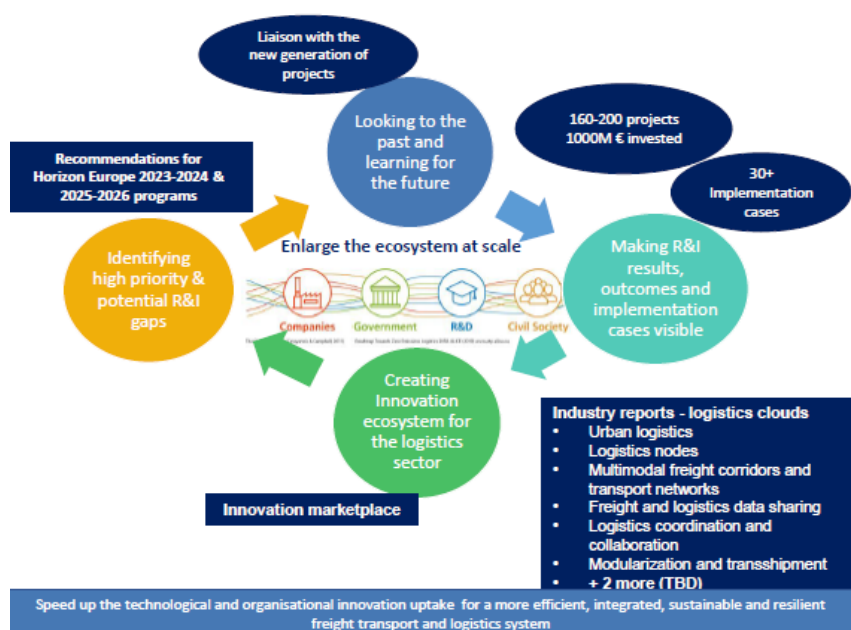 Liaison with the
new generation of
projects
Looking to the
past and
learning for
the future
160-200 projects
1000M € invested
30+
Implementation
cases
Recommendations for
Horizon Europe 2023-2024 &
2025-2026 programs
Identifying
high priority &
potential R&I
gaps
Enlarge the ecosystem at scale
Companies Government R&D Civil Society
Making R&I
results,
outcomes and
implementation
cases visible
Creating
Innovation
ecosystem for
the logistics
sector
Innovation marketplace
Industry reports - logistics clouds
• Urban logistics
• Logistics nodes
• Multimodal freight corridors and
transport networks
• Freight and logistics data sharing
• Logistics coordination and
collaboration
• Modularization and transshipment
• + 2 more (TBD)
Speed up the technological and organisational innovation uptake for a more efficient, integrated, sustainable and resilient
freight transport and logistics system